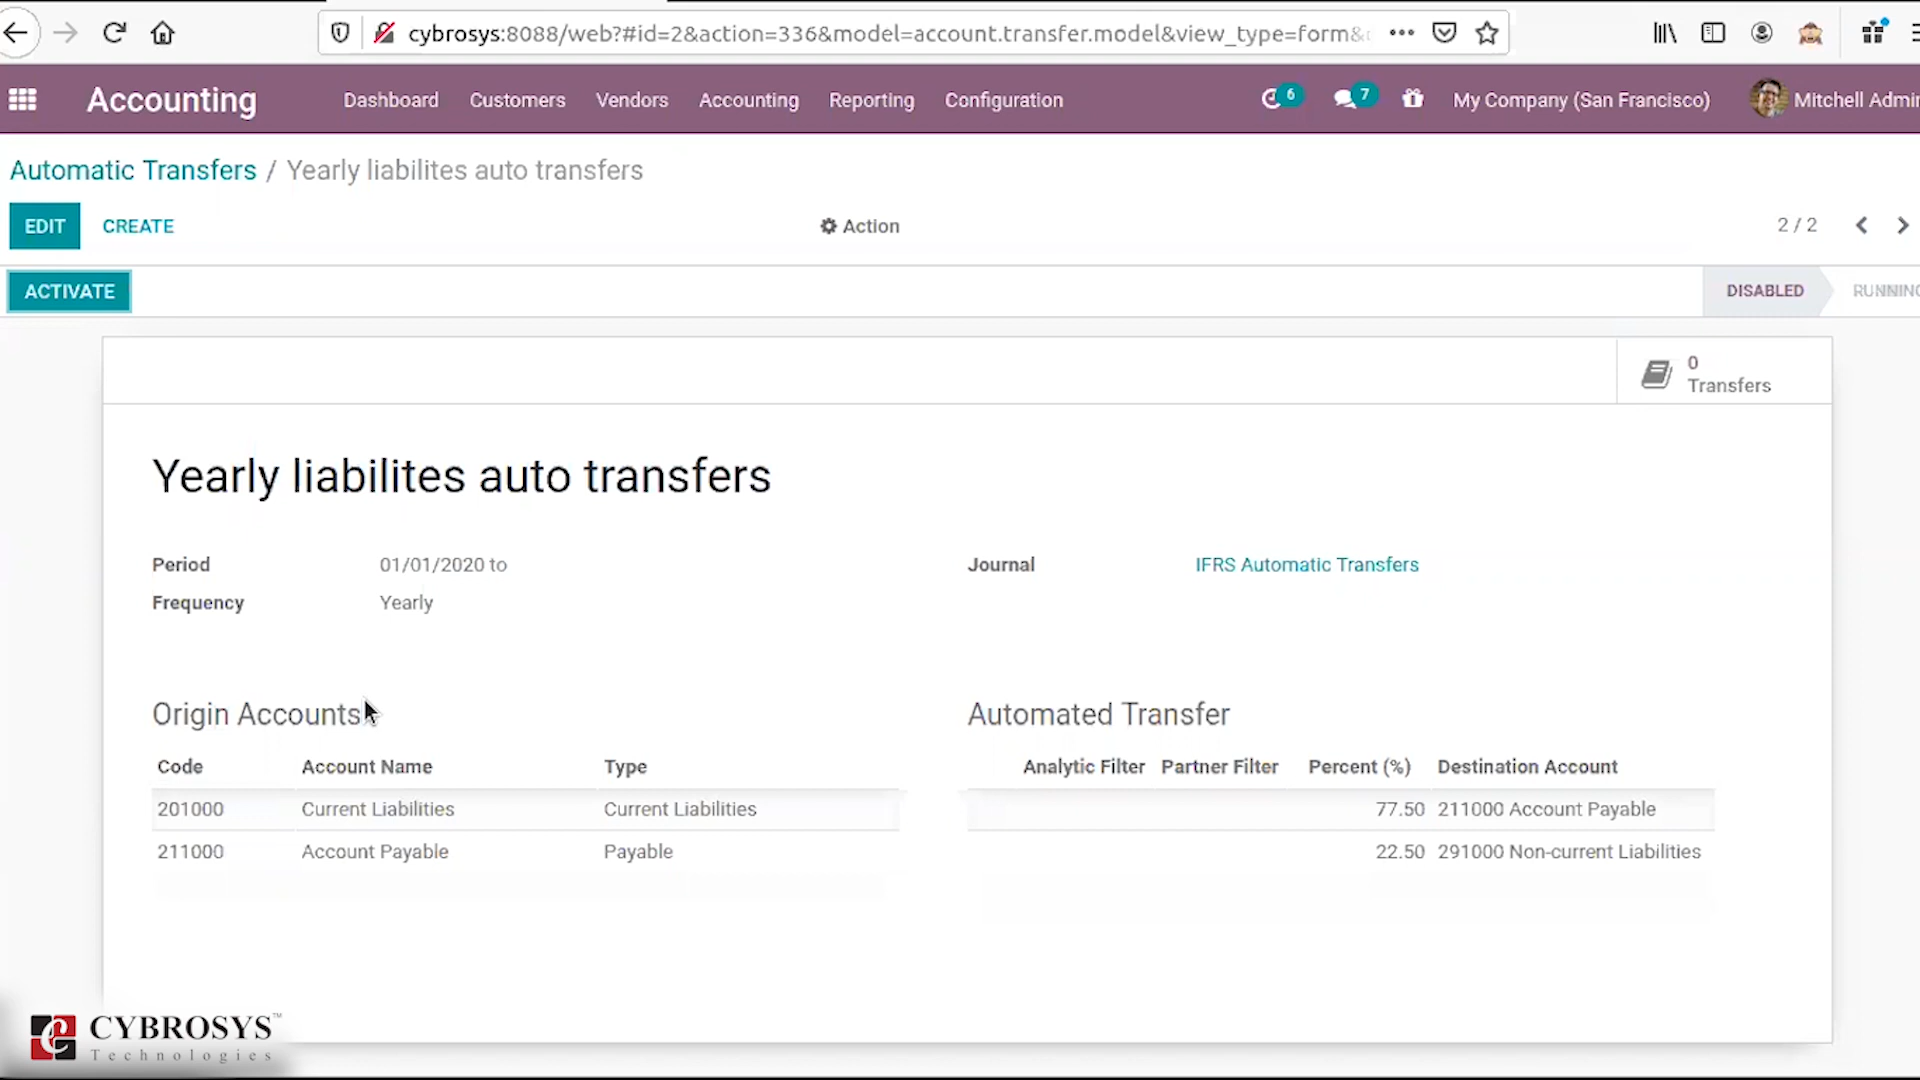 cybrosys:8088/web?#id=2&action=336&model=account.transfer.model&view_type=form&
Accounting Dashboard Customers Vendors Accounting Reporting Configuration 6 7 My Company (San Francisco) Mitchell Admin
Automatic Transfers / Yearly liabilites auto transfers
EDIT CREATE Action 2 / 2
ACTIVATE DISABLED RUNNING
0
Transfers
Yearly liabilites auto transfers
Period 01/01/2020 to Journal IFRS Automatic Transfers
Frequency Yearly
Origin Accounts Automated Transfer
Code Account Name Type Analytic Filter Partner Filter Percent (%) Destination Account
201000 Current Liabilities Current Liabilities 77.50 211000 Account Payable
211000 Account Payable Payable 22.50 291000 Non-current Liabilities
CYBROSYS™
Technologies